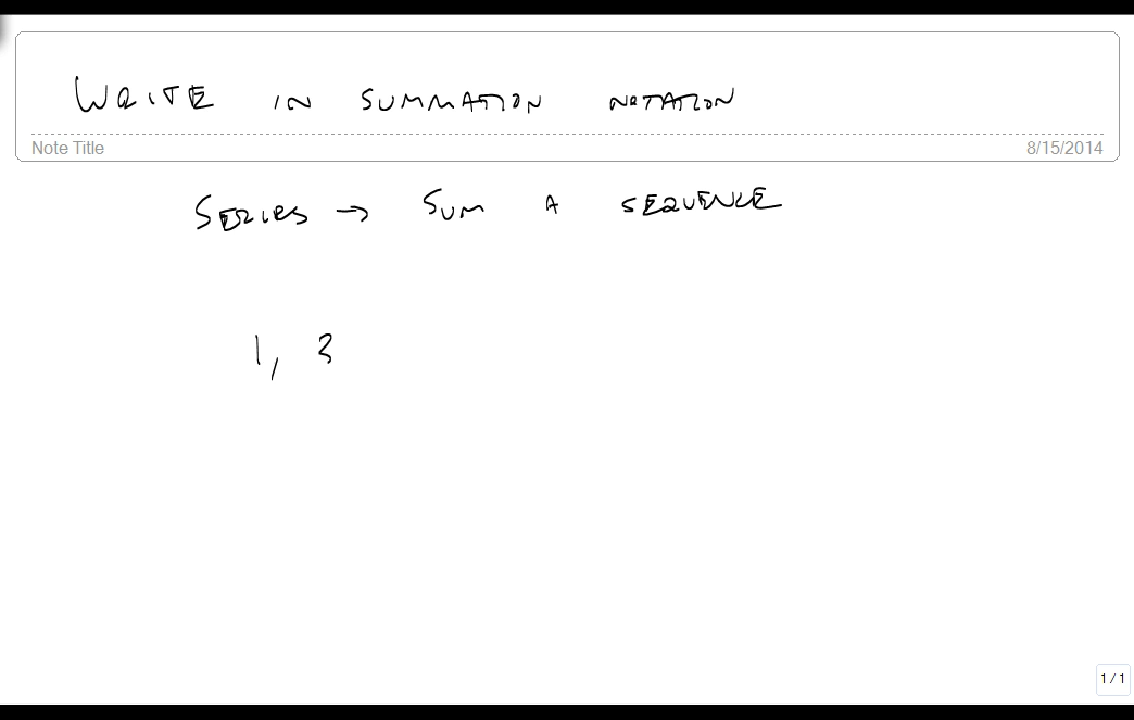 WRITE IN SUMMATION NOTATION
Note Title 8/15/2014
SERIES → SUM A SEQUENCE
1, 3
1/1